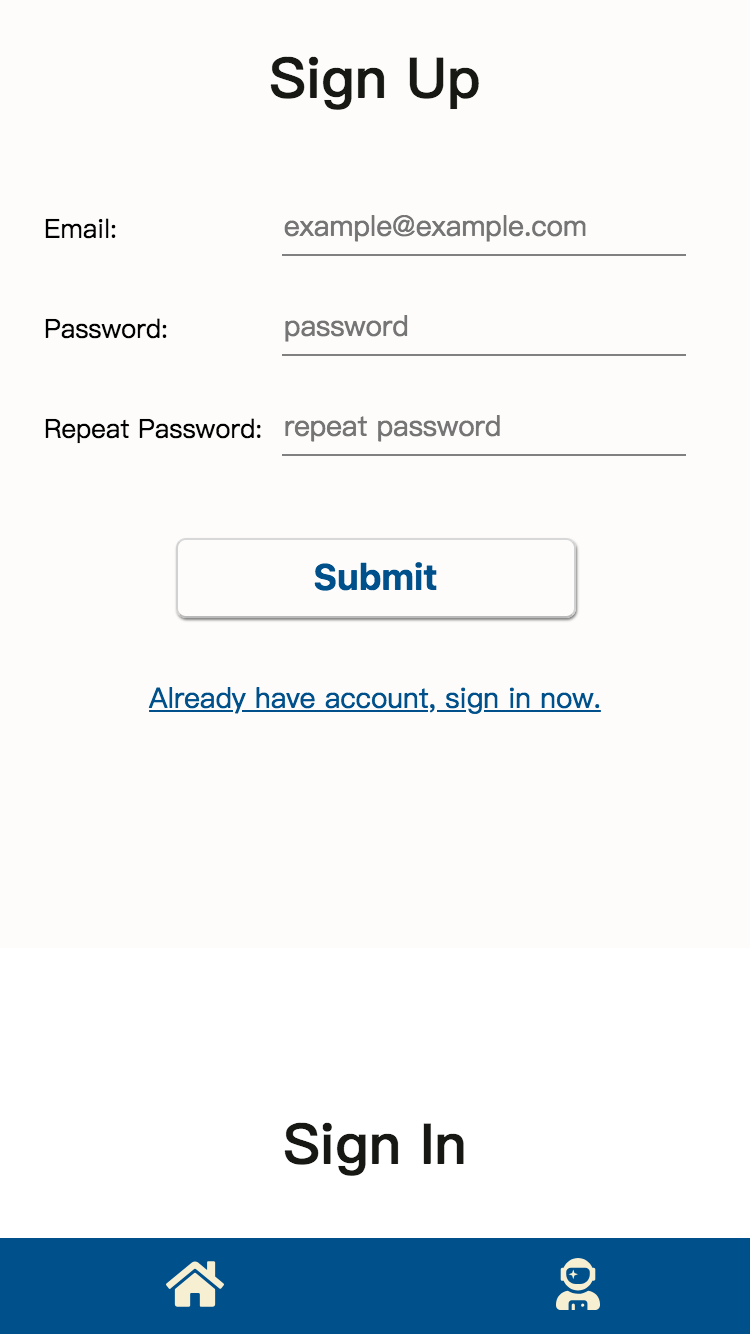 Sign Up
Email: example@example.com
Password: password
Repeat Password: repeat password
Submit
Already have account, sign in now.
Sign In